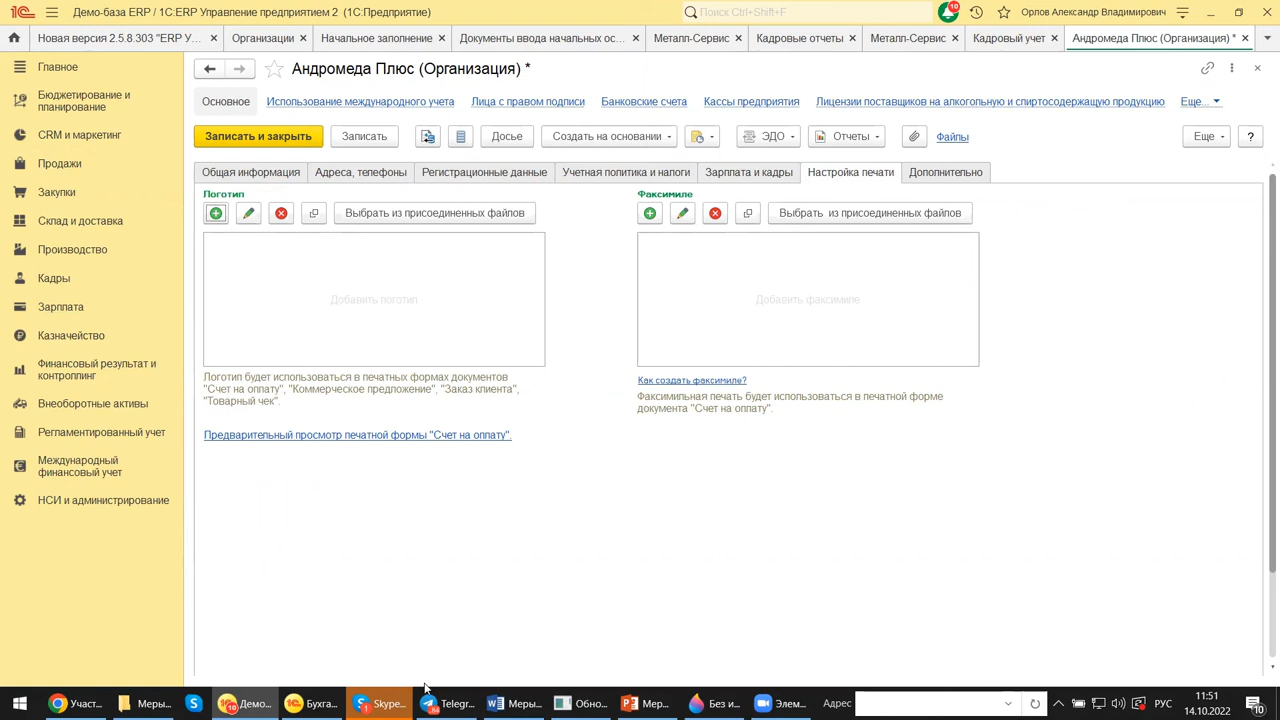 Демо-база ERP / 1С:ERP Управление предприятием 2 (1С:Предприятие)
Поиск Ctrl+Shift+F
10
Орлов Александр Владимирович
Новая версия 2.5.8.303 "ERP У...
Организации
Начальное заполнение
Документы ввода начальных ос...
Металл-Сервис
Кадровые отчеты
Металл-Сервис
Кадровый учет
Андромеда Плюс (Организация) *
Главное
Бюджетирование и
планирование
CRM и маркетинг
Продажи
Закупки
Склад и доставка
Производство
Кадры
Зарплата
Казначейство
Финансовый результат и
контроллинг
Внеоборотные активы
Регламентированный учет
Международный
финансовый учет
НСИ и администрирование
Андромеда Плюс (Организация) *
Основное
Использование международного учета
Лица с правом подписи
Банковские счета
Кассы предприятия
Лицензии поставщиков на алкогольную и спиртосодержащую продукцию
Еще...
Записать и закрыть
Записать
Досье
Создать на основании
ЭДО
Отчеты
Файлы
Еще
?
Общая информация
Адреса, телефоны
Регистрационные данные
Учетная политика и налоги
Зарплата и кадры
Настройка печати
Дополнительно
Логотип
Выбрать из присоединенных файлов
Добавить логотип
Логотип будет использоваться в печатных формах документов
"Счет на оплату", "Коммерческое предложение", "Заказ клиента",
"Товарный чек".
Предварительный просмотр печатной формы "Счет на оплату".
Факсимиле
Выбрать из присоединенных файлов
Добавить факсимиле
Как создать факсимиле?
Факсимильная печать будет использоваться в печатной форме
документа "Счет на оплату".
Участ...
Меры...
Демо...
Бухга...
Skype...
Telegr...
Меры...
Обно...
Мер...
Без и...
Элем...
Адрес
РУС
11:51
14.10.2022
10